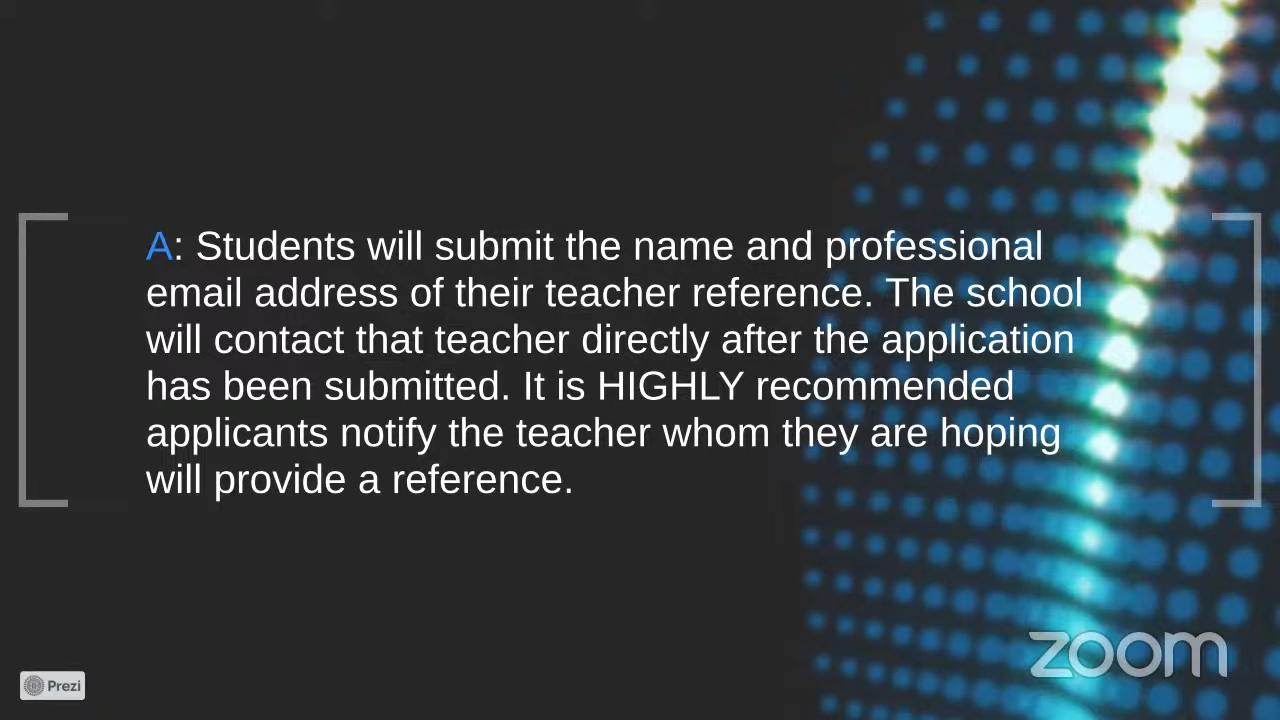 A: Students will submit the name and professional
email address of their teacher reference. The school
will contact that teacher directly after the application
has been submitted. It is HIGHLY recommended
applicants notify the teacher whom they are hoping
will provide a reference.
zoom
Prezi